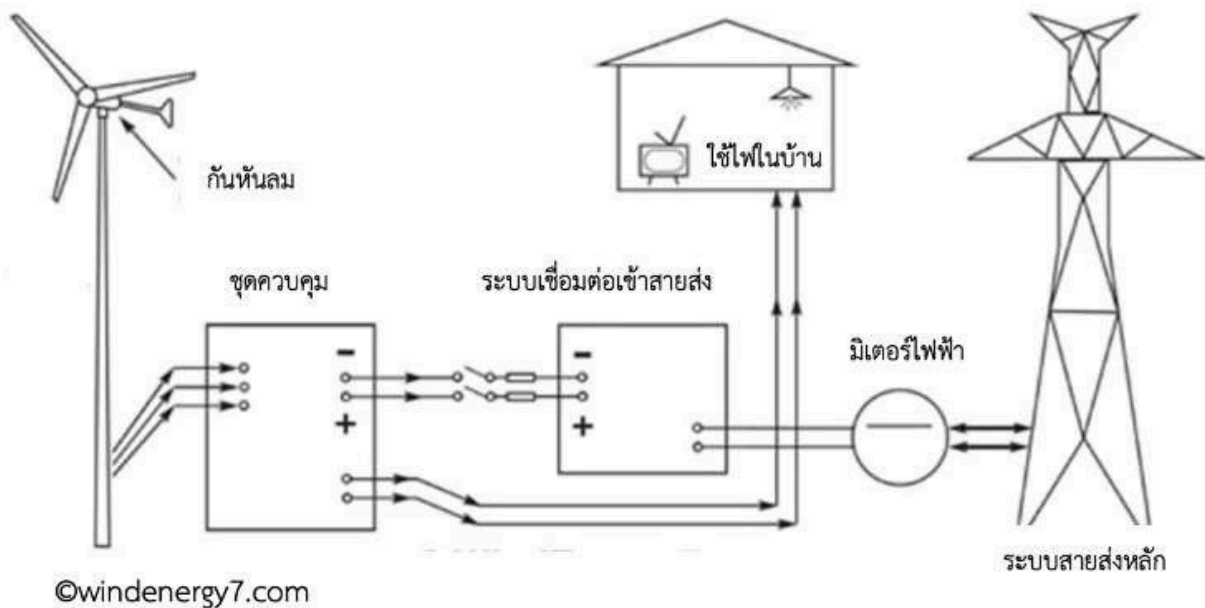 ใช้ไฟในบ้าน
กันหันลม
ชุดควบคุม
ระบบเชื่อมต่อเข้าสายส่ง
มิเตอร์ไฟฟ้า
-
+
-
+
ระบบสายส่งหลัก
©windenergy7.com